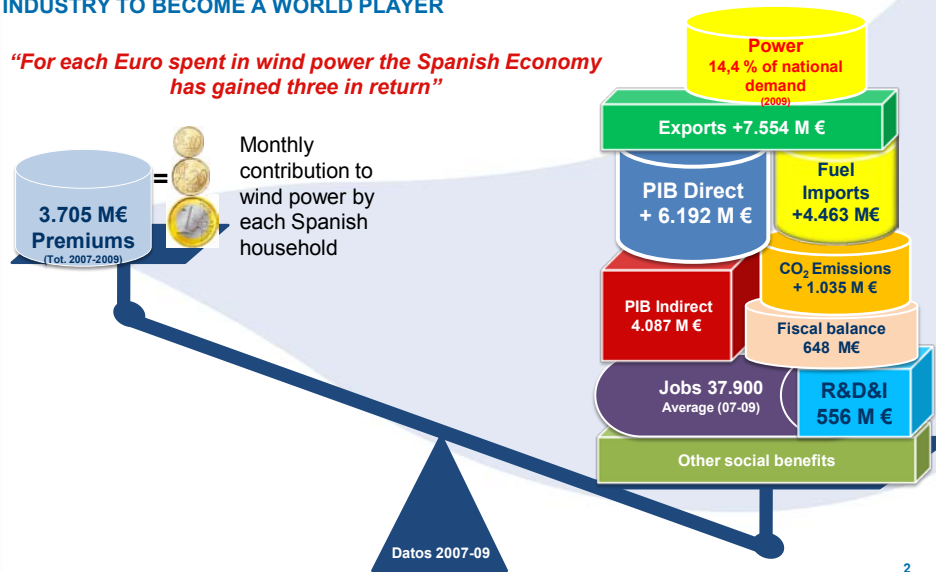 INDUSTRY TO BECOME A WORLD PLAYER
“For each Euro spent in wind power the Spanish Economy
has gained three in return”
3.705 M€
Premiums
(Tot. 2007-2009)
=
Monthly
contribution to
wind power by
each Spanish
household
Power
14,4 % of national
demand
(2009)
Exports +7.554 M €
PIB Direct
+ 6.192 M €
Fuel
Imports
+4.463 M€
CO2 Emissions
+ 1.035 M €
PIB Indirect
4.087 M €
Fiscal balance
648 M€
Jobs 37.900
Average (07-09)
R&D&I
556 M €
Other social benefits
Datos 2007-09
2